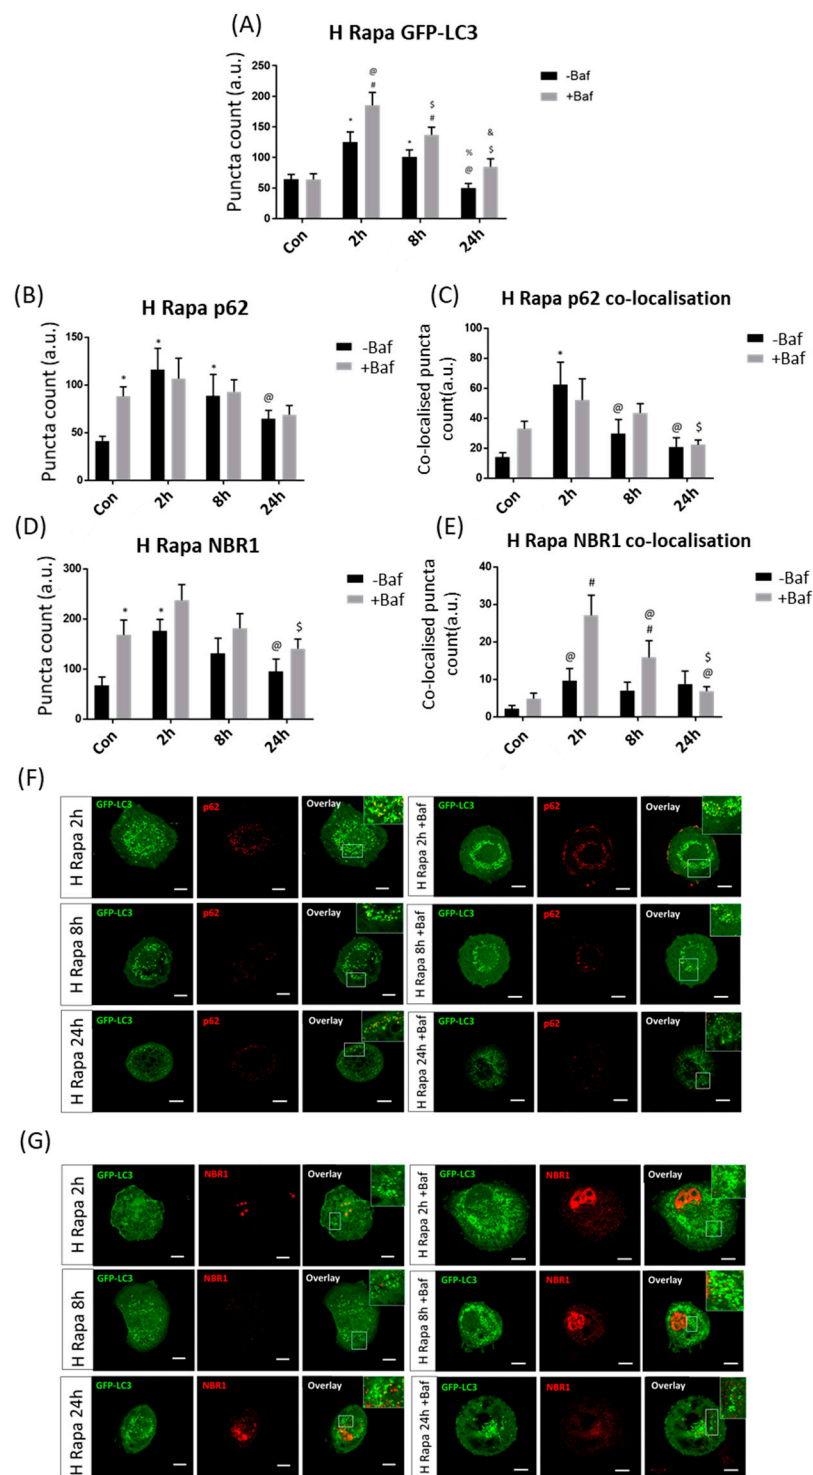 (A)
H Rapa GFP-LC3
Puncta count (a.u.)
250
200
150
100
50
0
Con
2h
8h
24h
*
@
#
*
$
#
%
@
&
$
-Baf
+Baf
(B)
H Rapa p62
Puncta count (a.u.)
150
100
50
0
Con
2h
8h
24h
*
*
*
@
-Baf
+Baf
(C)
H Rapa p62 co-localisation
Co-localised puncta
count(a.u.)
100
80
60
40
20
0
Con
2h
8h
24h
*
@
@
$
-Baf
+Baf
(D)
H Rapa NBR1
Puncta count (a.u.)
300
200
100
0
Con
2h
8h
24h
*
*
@
$
-Baf
+Baf
(E)
H Rapa NBR1 co-localisation
Co-localised puncta
count(a.u.)
40
30
20
10
0
Con
2h
8h
24h
@
#
@
#
$
@
-Baf
+Baf
(F)
H Rapa 2h
GFP-LC3
p62
Overlay
H Rapa 2h +Baf
GFP-LC3
p62
Overlay
H Rapa 8h
GFP-LC3
p62
Overlay
H Rapa 8h +Baf
GFP-LC3
p62
Overlay
H Rapa 24h
GFP-LC3
p62
Overlay
H Rapa 24h +Baf
GFP-LC3
p62
Overlay
(G)
H Rapa 2h
GFP-LC3
NBR1
Overlay
H Rapa 2h +Baf
GFP-LC3
NBR1
Overlay
H Rapa 8h
GFP-LC3
NBR1
Overlay
H Rapa 8h +Baf
GFP-LC3
NBR1
Overlay
H Rapa 24h
GFP-LC3
NBR1
Overlay
H Rapa 24h +Baf
GFP-LC3
NBR1
Overlay